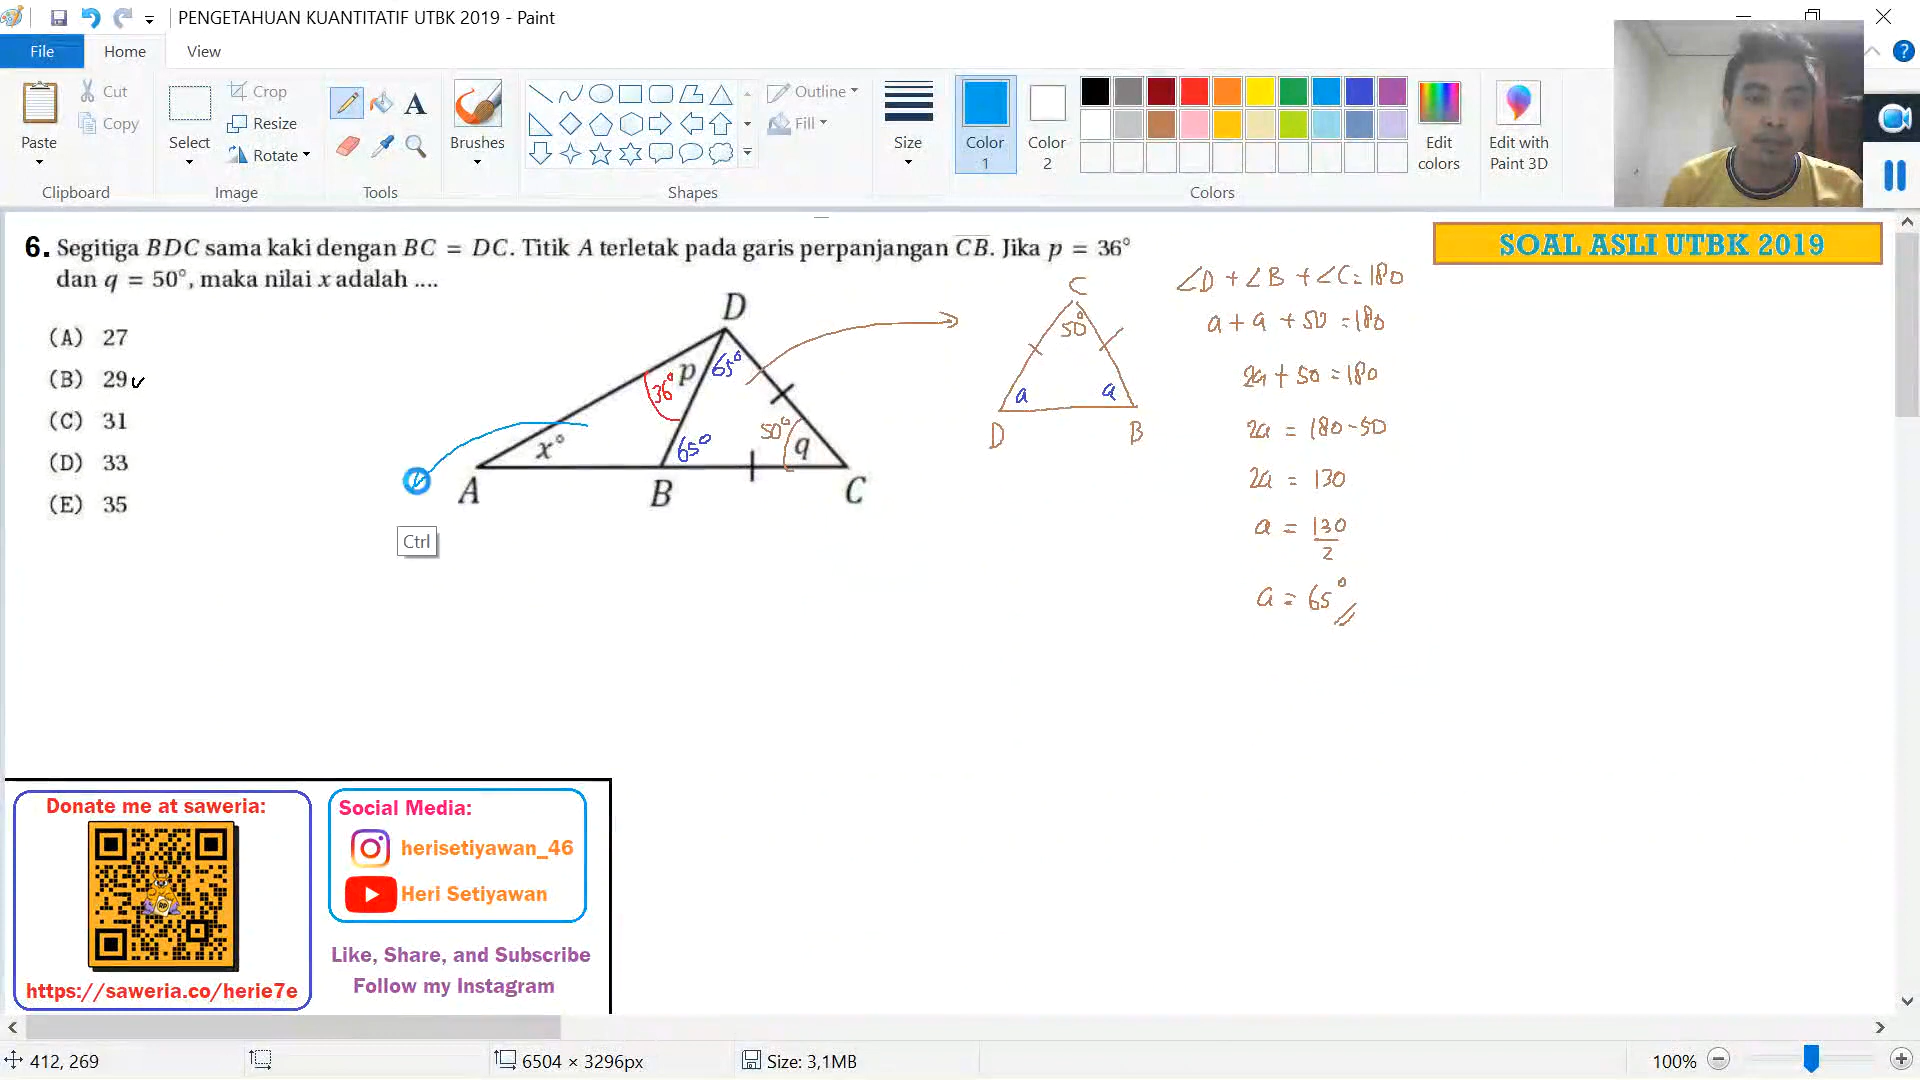 PENGETAHUAN KUANTITATIF UTBK 2019 - Paint
File Home View
Paste
Cut
Copy
Clipboard
Select
Crop
Resize
Rotate
Image
A
Tools
Brushes
Outline
Fill
Shapes
Size
Color 1
Color 2
Edit colors
Edit with Paint 3D
Colors
SOAL ASLI UTBK 2019
6. Segitiga BDC sama kaki dengan BC = DC. Titik A terletak pada garis perpanjangan CB. Jika p = 36°
dan q = 50°, maka nilai x adalah ....
(A) 27
(B) 29
(C) 31
(D) 33
(E) 35
D
36° p 65°
x° 65° 50° q
A B C
Ctrl
C
50°
a a
D B
∠D + ∠B + ∠C = 180
a + a + 50 = 180
2a + 50 = 180
2a = 180 - 50
2a = 130
a = 130/2
a = 65°
Donate me at saweria:
RP
https://saweria.co/herie7e
Social Media:
herisetiyawan_46
Heri Setiyawan
Like, Share, and Subscribe
Follow my Instagram
412, 269
6504 × 3296px
Size: 3,1MB
100%